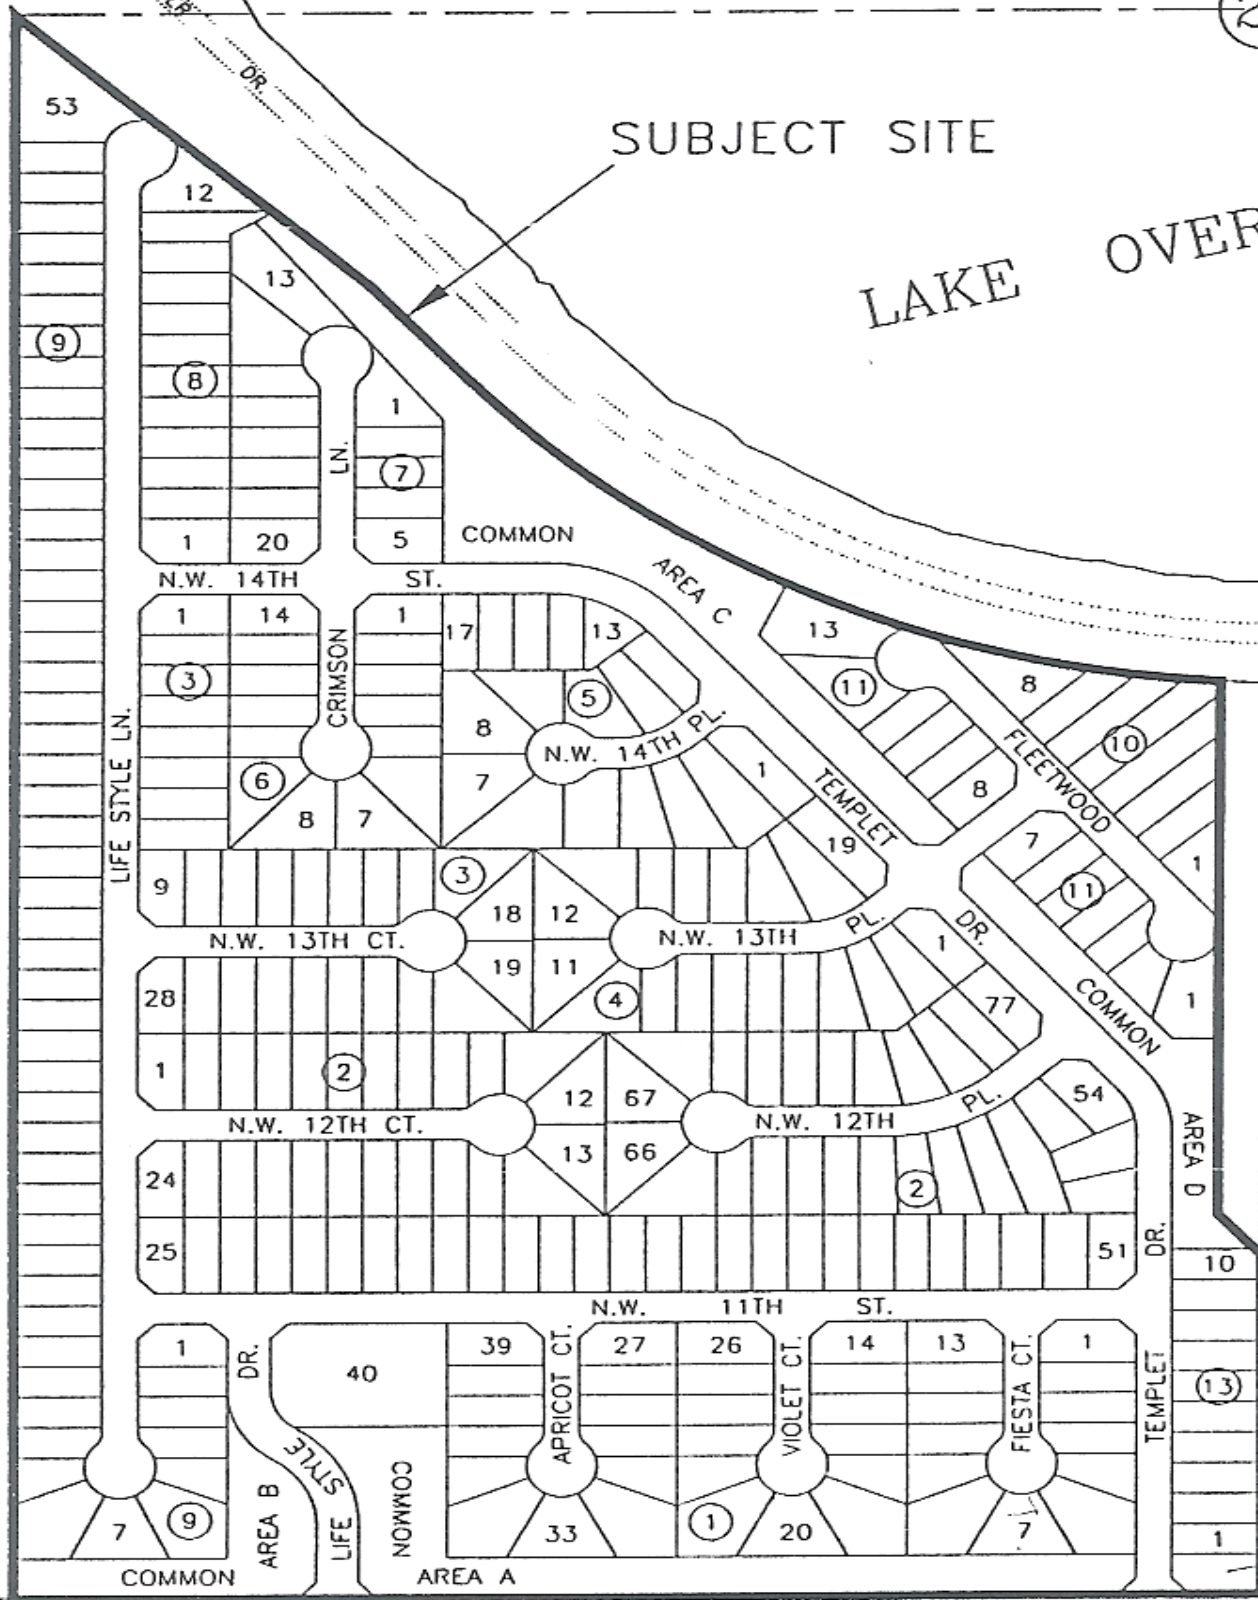 DR.
2
53
SUBJECT SITE
12
LAKE OVER
13
9
8
1
LN.
7
1 20 5 COMMON
N.W. 14TH ST.
AREA C
1 14 1
17 13
13
CRIMSON
3
5
11
8
8
10
N.W. 14TH PL.
FLEETWOOD
LIFE STYLE LN.
6
7
1
TEMPLET
8
8 7
7
19
1
9
3
11
18 12
N.W. 13TH CT.
N.W. 13TH PL.
DR.
1
19 11
28
4
77
1
COMMON
1
2
12 67
N.W. 12TH CT.
N.W. 12TH PL.
54
13 66
24
2
AREA D
25
51
DR.
10
N.W. 11TH ST.
1
DR.
40
39
APRICOT CT.
27
26
VIOLET CT.
14
13
FIESTA CT.
1
TEMPLET
13
LIFE STYLE
COMMON
AREA B
7
9
33
1
20
7
1
COMMON AREA A